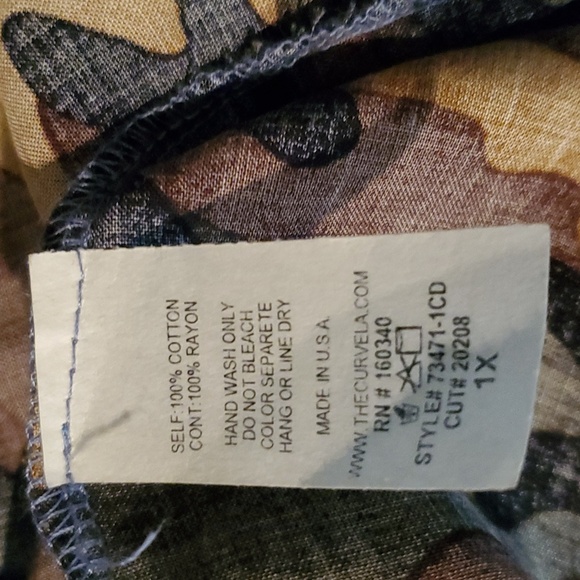 SELF:100% COTTON
CONT:100% RAYON
HAND WASH ONLY
DO NOT BLEACH
COLOR SEPARETE
HANG OR LINE DRY
MADE IN U.S.A.
WWW.THECURVELA.COM
RN # 160340
STYLE# 73471-1CD
CUT# 20208
1X